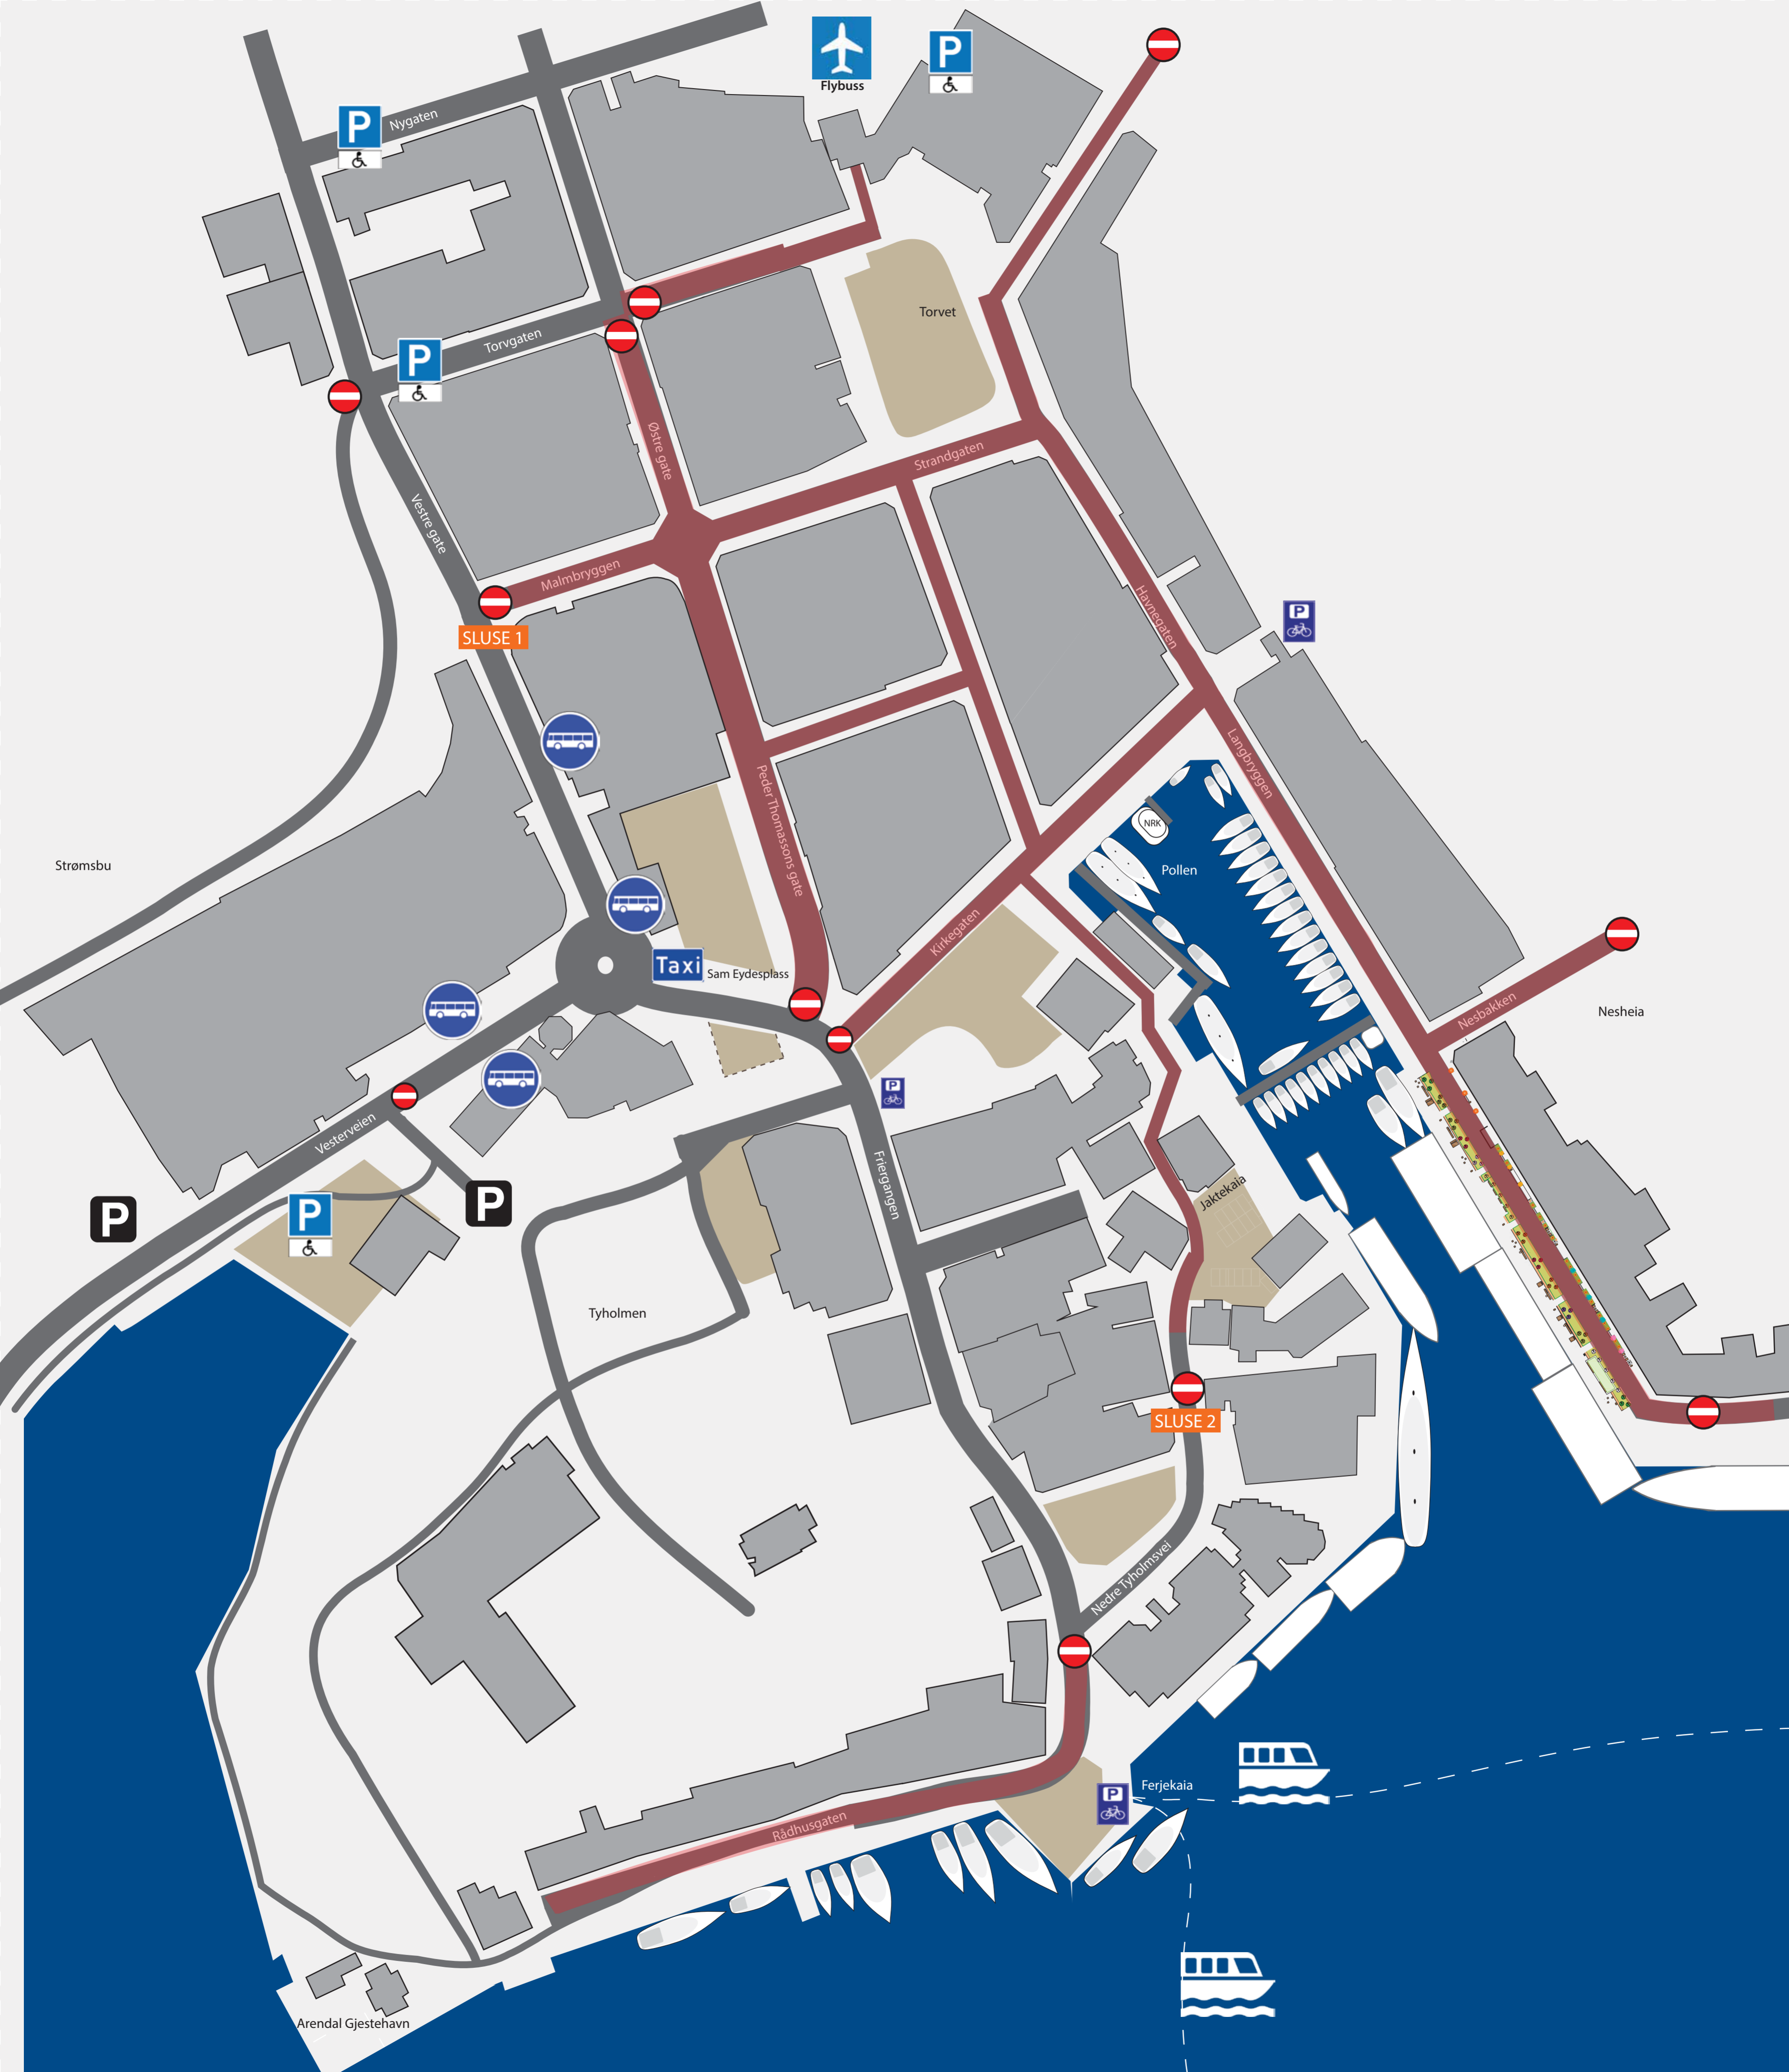 P
Flybuss
P
Nygaten
Torvet
Torvgaten
P
Østre gate
Strandgaten
Vestre gate
Malmbryggen
SLUSE 1
Havnegaten
P
Langbryggen
Peder Thomassons gate
NRK
Pollen
Strømsbu
Kirkegaten
Taxi
Sam Eydesplass
Nesbakken
Nesheia
P
Vesterveien
Friergangen
Jaktekaia
P
P
P
Tyholmen
SLUSE 2
Nedre Tyholmsvei
Ferjekaia
P
Rådhusgaten
Arendal Gjestehavn